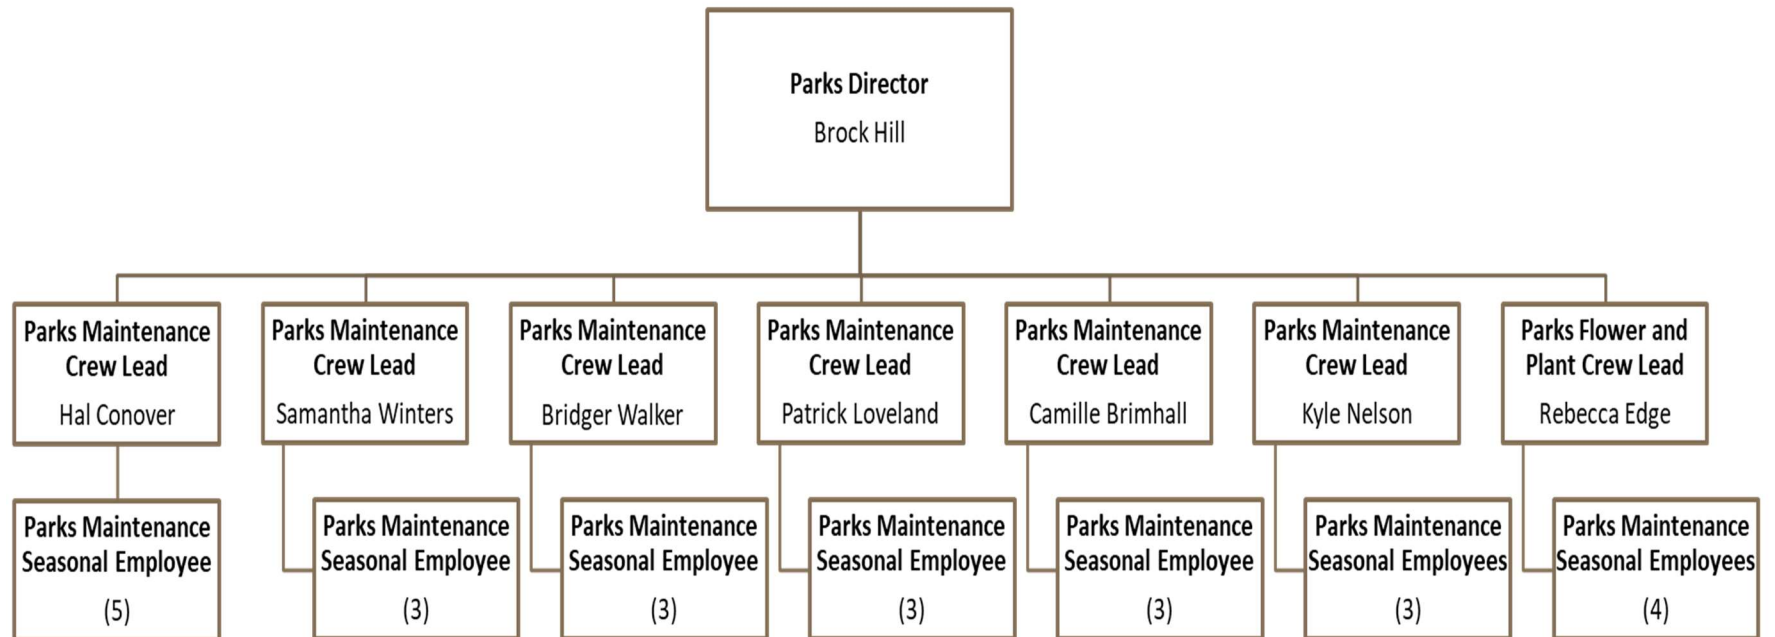 Parks Director
Brock Hill
Parks Maintenance
Crew Lead
Hal Conover
Parks Maintenance
Crew Lead
Samantha Winters
Parks Maintenance
Crew Lead
Bridger Walker
Parks Maintenance
Crew Lead
Patrick Loveland
Parks Maintenance
Crew Lead
Camille Brimhall
Parks Maintenance
Crew Lead
Kyle Nelson
Parks Flower and
Plant Crew Lead
Rebecca Edge
Parks Maintenance
Seasonal Employee
(5)
Parks Maintenance
Seasonal Employee
(3)
Parks Maintenance
Seasonal Employee
(3)
Parks Maintenance
Seasonal Employee
(3)
Parks Maintenance
Seasonal Employee
(3)
Parks Maintenance
Seasonal Employees
(3)
Parks Maintenance
Seasonal Employees
(4)